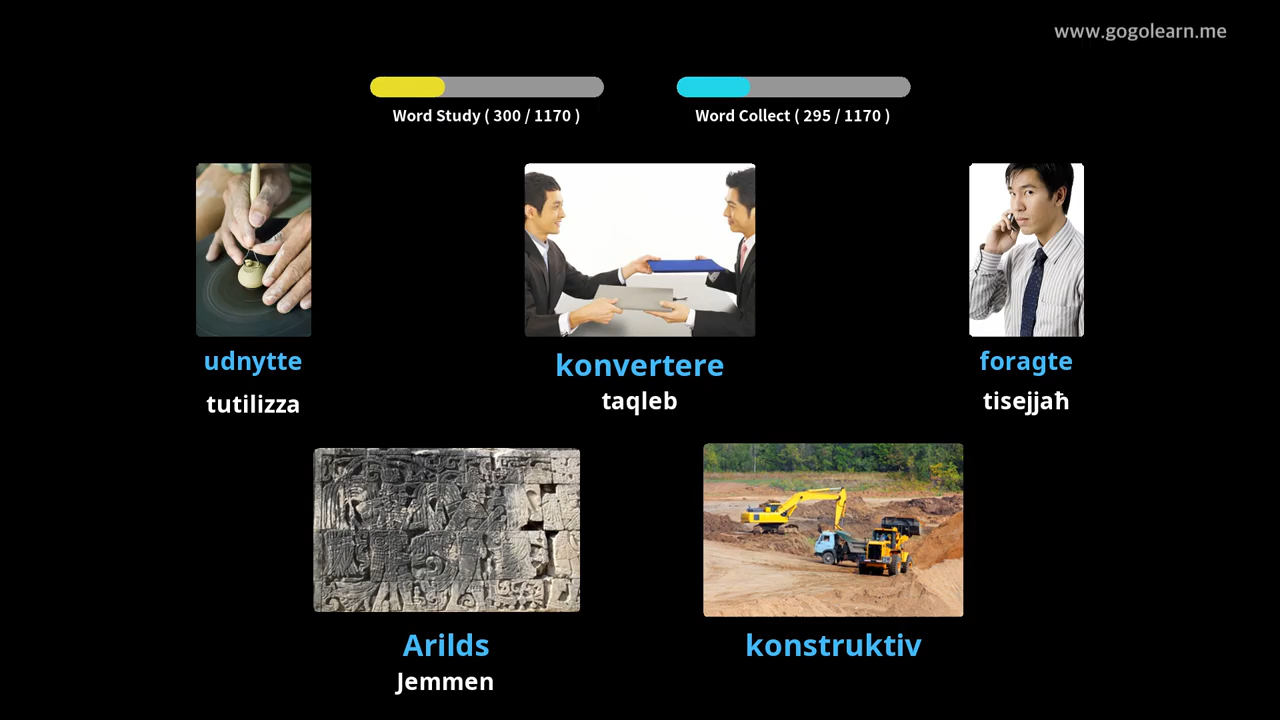 www.gogolearn.me
Word Study ( 300 / 1170 )
Word Collect ( 295 / 1170 )
udnytte
konvertere
foragte
tutilizza
taqleb
tisejjaħ
Arilds
konstruktiv
Jemmen